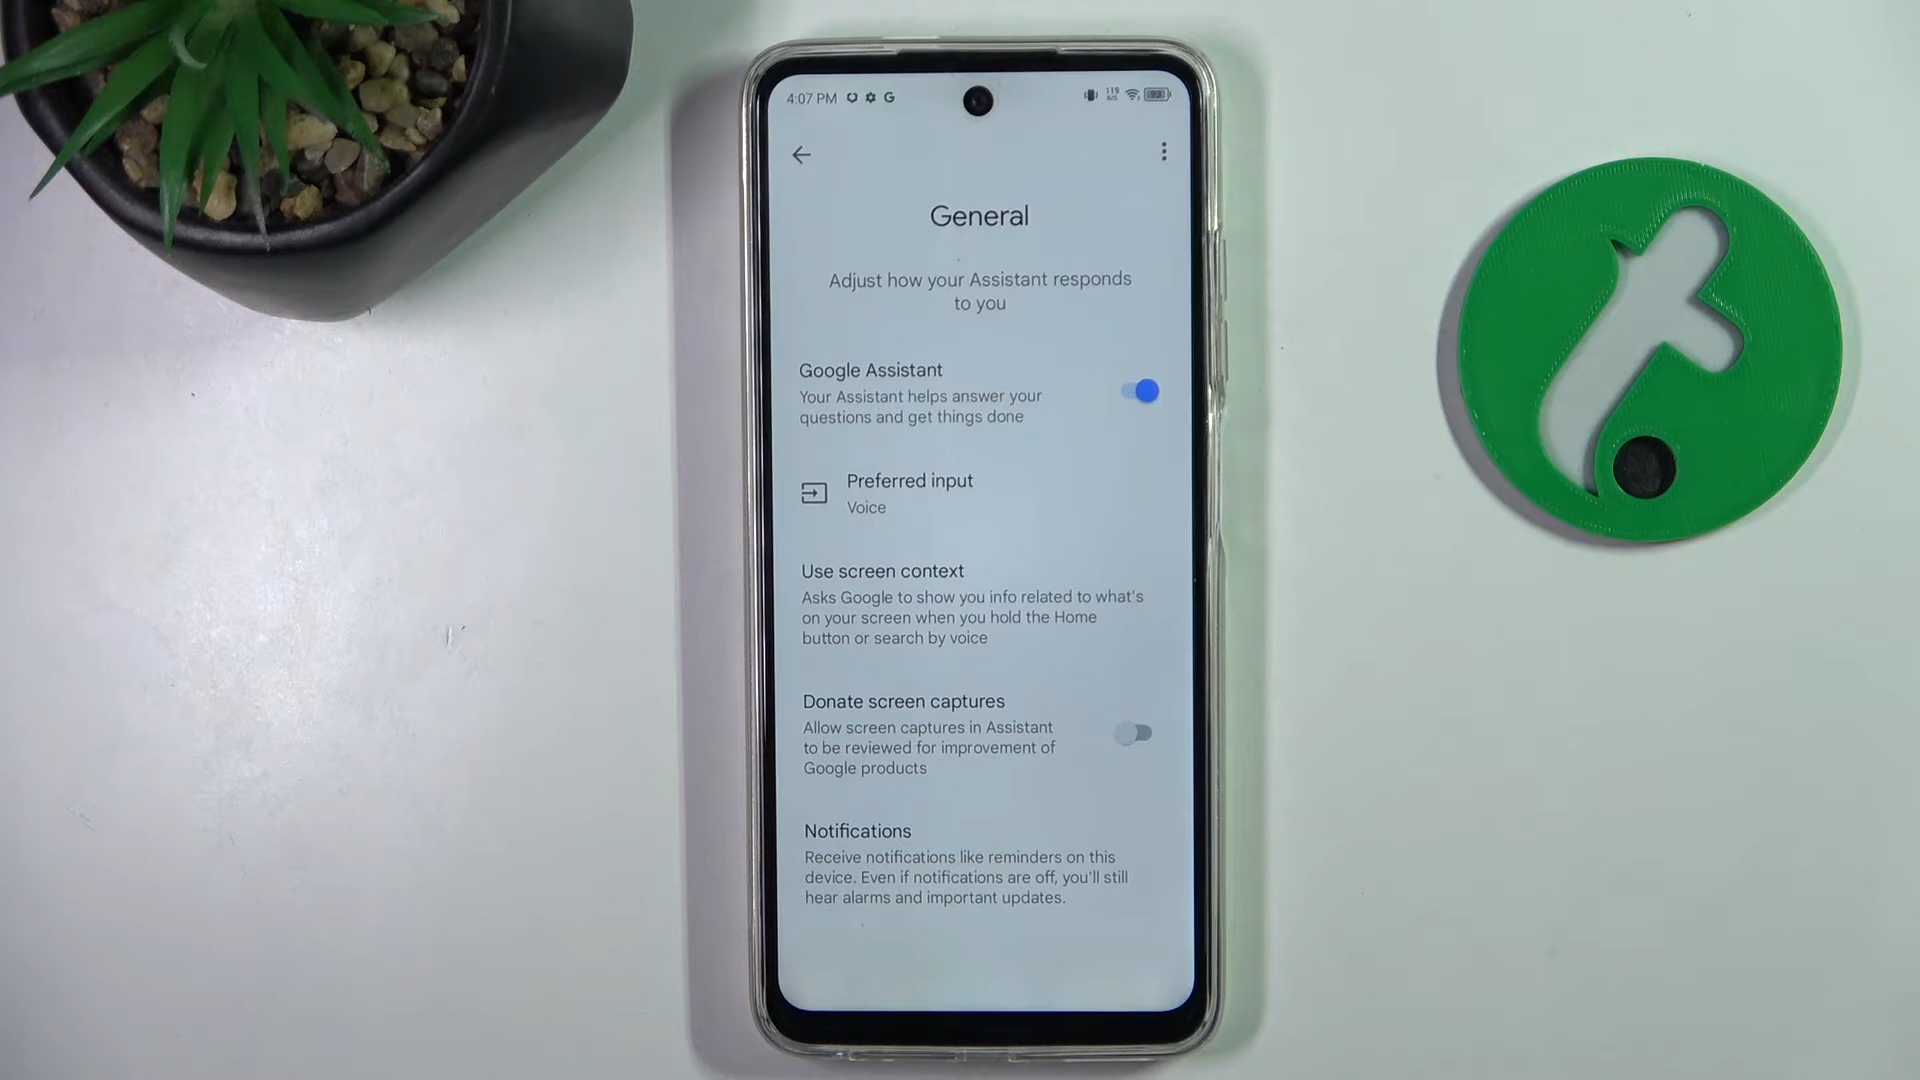 4:07 PM
General
Adjust how your Assistant responds
to you
Google Assistant
Your Assistant helps answer your
questions and get things done
Preferred input
Voice
Use screen context
Asks Google to show you info related to what's
on your screen when you hold the Home
button or search by voice
Donate screen captures
Allow screen captures in Assistant
to be reviewed for improvement of
Google products
Notifications
Receive notifications like reminders on this
device. Even if notifications are off, you'll still
hear alarms and important updates.